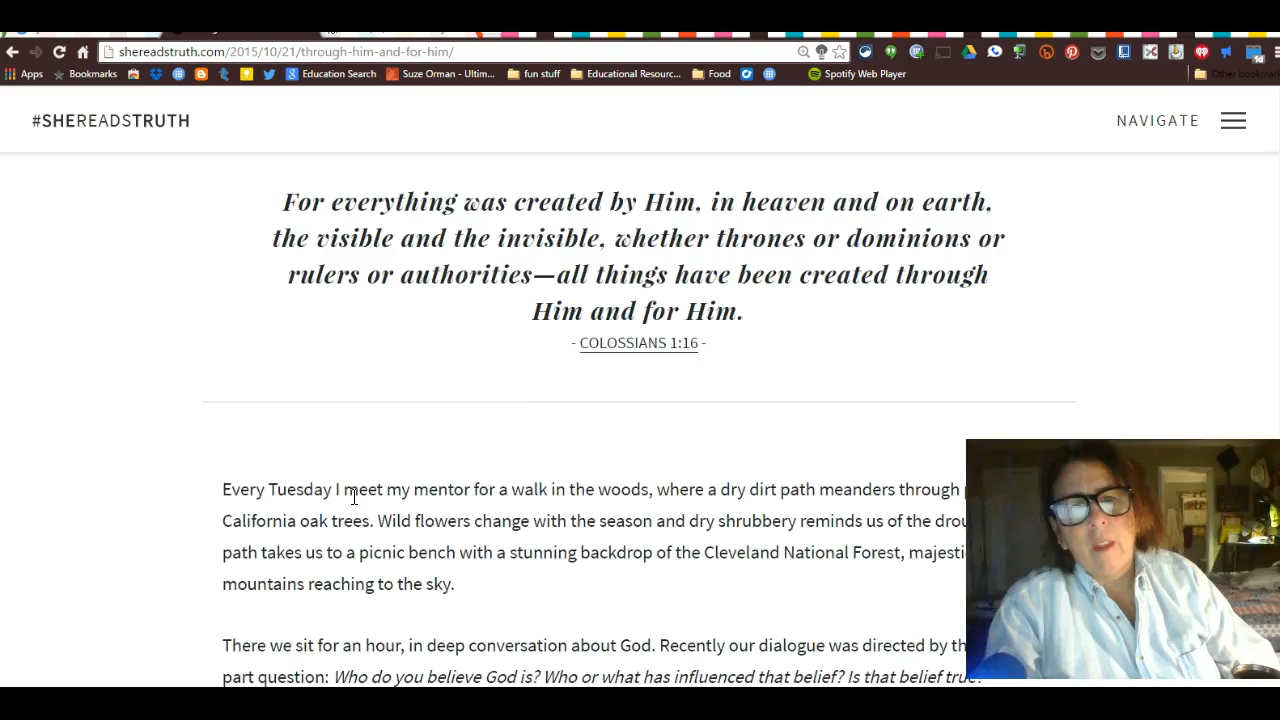 shereadstruth.com/2015/10/21/through-him-and-for-him/
Apps Bookmarks Education Search Suze Orman - Ultim... fun stuff Educational Resourc... Food Spotify Web Player Other bookmark
1d
#SHEREADSTRUTH NAVIGATE
For everything was created by Him, in heaven and on earth,
the visible and the invisible, whether thrones or dominions or
rulers or authorities—all things have been created through
Him and for Him.
- COLOSSIANS 1:16 -
Every Tuesday I meet my mentor for a walk in the woods, where a dry dirt path meanders through
California oak trees. Wild flowers change with the season and dry shrubbery reminds us of the
path takes us to a picnic bench with a stunning backdrop of the Cleveland National Forest,
mountains reaching to the sky.
There we sit for an hour, in deep conversation about God. Recently our dialogue was directed by
part question: Who do you believe God is? Who or what has influenced that belief? Is that belief true?